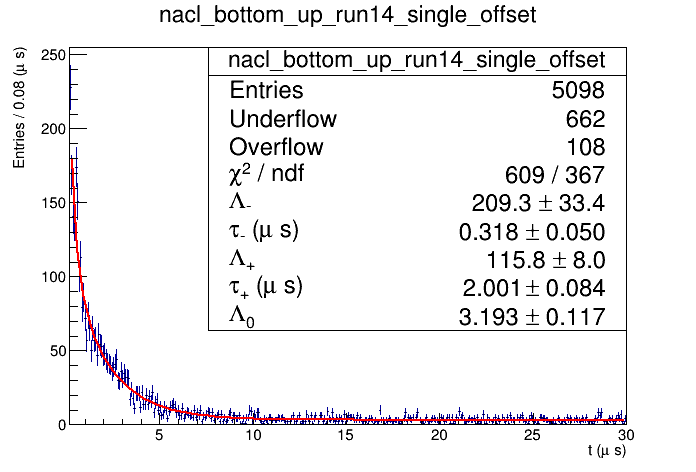 nacl_bottom_up_run14_single_offset
nacl_bottom_up_run14_single_offset
Entries 5098
Underflow 662
Overflow 108
χ² / ndf 609 / 367
Λ₋ 209.3 ± 33.4
τ₋ (μ s) 0.318 ± 0.050
Λ₊ 115.8 ± 8.0
τ₊ (μ s) 2.001 ± 0.084
Λ₀ 3.193 ± 0.117
Entries / 0.08 (μ s)
250
200
150
100
50
0
5 10 15 20 25 30
t (μ s)